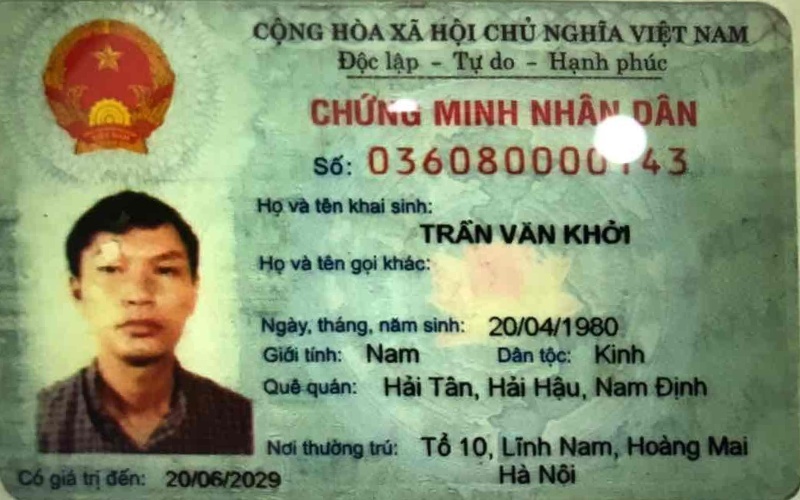 CỘNG HÒA XÃ HỘI CHỦ NGHĨA VIỆT NAM
Độc lập - Tự do - Hạnh phúc
CHỨNG MINH NHÂN DÂN
Số:
Họ và tên khai sinh:
TRẦN VĂN KHỞI
Họ và tên gọi khác:
Ngày, tháng, năm sinh: 20/04/1980
Giới tính: Nam Dân tộc: Kinh
Quê quán: Hải Tân, Hải Hậu, Nam Định
Nơi thường trú: Tổ 10, Lĩnh Nam, Hoàng Mai
Hà Nội
Có giá trị đến: 20/06/2029